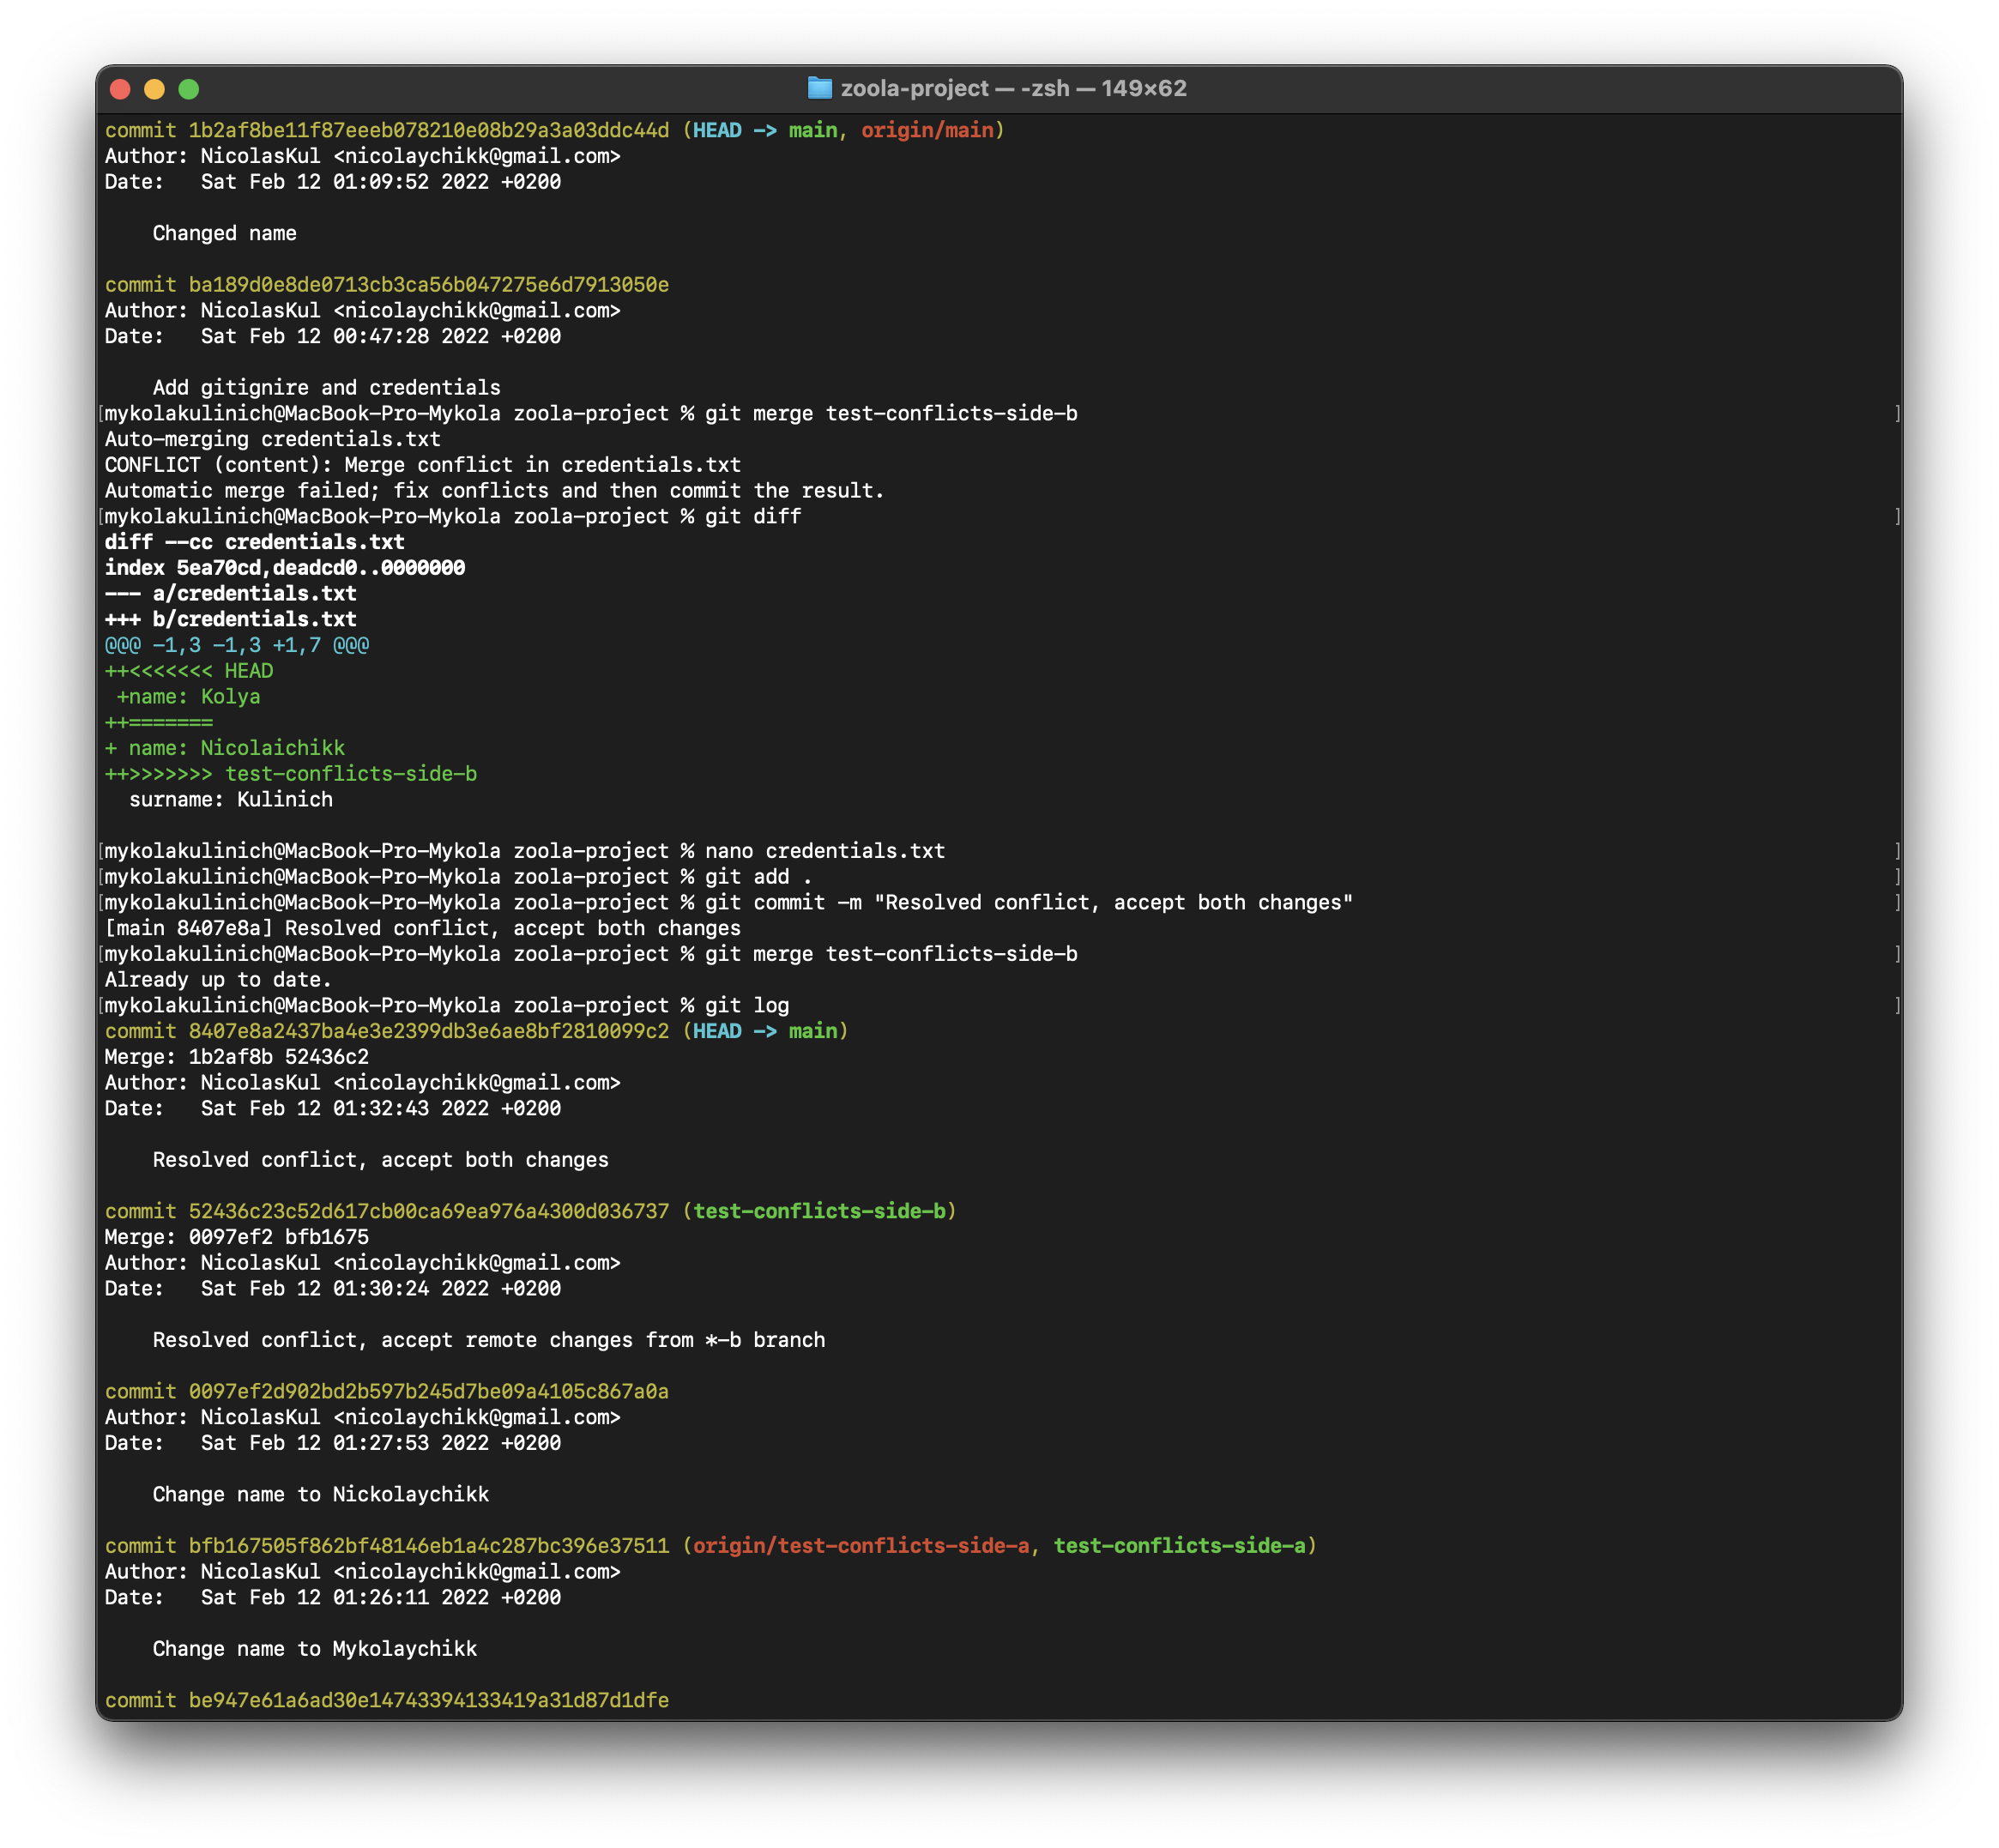 zoola-project — -zsh — 149×62
commit 1b2af8be11f87eeeb078210e08b29a3a03ddc44d (HEAD -> main, origin/main)
Author: NicolasKul <nicolaychikk@gmail.com>
Date:   Sat Feb 12 01:09:52 2022 +0200
    Changed name
commit ba189d0e8de0713cb3ca56b047275e6d7913050e
Author: NicolasKul <nicolaychikk@gmail.com>
Date:   Sat Feb 12 00:47:28 2022 +0200
    Add gitignire and credentials
[mykolakulinich@MacBook-Pro-Mykola zoola-project % git merge test-conflicts-side-b ]
Auto-merging credentials.txt
CONFLICT (content): Merge conflict in credentials.txt
Automatic merge failed; fix conflicts and then commit the result.
[mykolakulinich@MacBook-Pro-Mykola zoola-project % git diff ]
diff --cc credentials.txt
index 5ea70cd,deadcd0..0000000
--- a/credentials.txt
+++ b/credentials.txt
@@@ -1,3 -1,3 +1,7 @@@
++<<<<<<< HEAD
 +name: Kolya
++=======
+ name: Nicolaichikk
++>>>>>>> test-conflicts-side-b
  surname: Kulinich
[mykolakulinich@MacBook-Pro-Mykola zoola-project % nano credentials.txt ]
[mykolakulinich@MacBook-Pro-Mykola zoola-project % git add . ]
[mykolakulinich@MacBook-Pro-Mykola zoola-project % git commit -m "Resolved conflict, accept both changes" ]
[main 8407e8a] Resolved conflict, accept both changes
[mykolakulinich@MacBook-Pro-Mykola zoola-project % git merge test-conflicts-side-b ]
Already up to date.
[mykolakulinich@MacBook-Pro-Mykola zoola-project % git log ]
commit 8407e8a2437ba4e3e2399db3e6ae8bf2810099c2 (HEAD -> main)
Merge: 1b2af8b 52436c2
Author: NicolasKul <nicolaychikk@gmail.com>
Date:   Sat Feb 12 01:32:43 2022 +0200
    Resolved conflict, accept both changes
commit 52436c23c52d617cb00ca69ea976a4300d036737 (test-conflicts-side-b)
Merge: 0097ef2 bfb1675
Author: NicolasKul <nicolaychikk@gmail.com>
Date:   Sat Feb 12 01:30:24 2022 +0200
    Resolved conflict, accept remote changes from *-b branch
commit 0097ef2d902bd2b597b245d7be09a4105c867a0a
Author: NicolasKul <nicolaychikk@gmail.com>
Date:   Sat Feb 12 01:27:53 2022 +0200
    Change name to Nickolaychikk
commit bfb167505f862bf48146eb1a4c287bc396e37511 (origin/test-conflicts-side-a, test-conflicts-side-a)
Author: NicolasKul <nicolaychikk@gmail.com>
Date:   Sat Feb 12 01:26:11 2022 +0200
    Change name to Mykolaychikk
commit be947e61a6ad30e14743394133419a31d87d1dfe